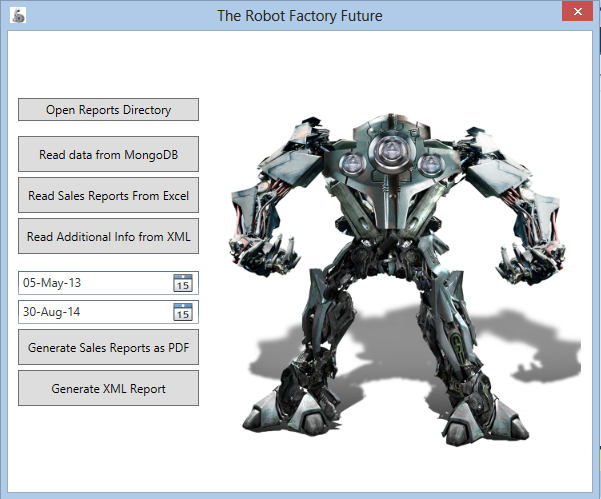 The Robot Factory Future
Open Reports Directory
Read data from MongoDB
Read Sales Reports From Excel
Read Additional Info from XML
05-May-13
15
30-Aug-14
15
Generate Sales Reports as PDF
Generate XML Report